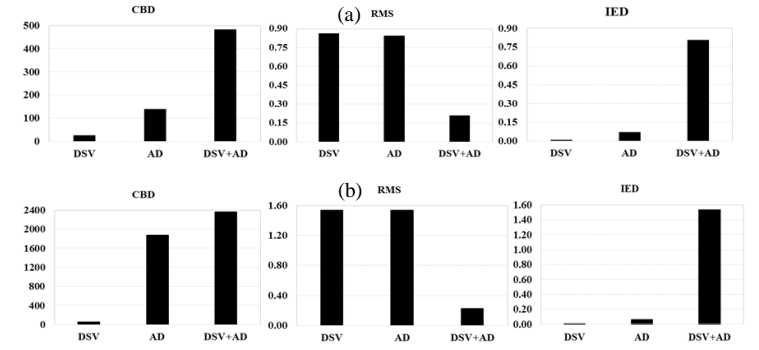 CBD
500
400
300
200
100
0
DSV AD DSV+AD
(a)
RMS
0.90
0.75
0.60
0.45
0.30
0.15
0.00
DSV AD DSV+AD
IED
0.90
0.75
0.60
0.45
0.30
0.15
0.00
DSV AD DSV+AD
CBD
2400
2000
1600
1200
800
400
0
DSV AD DSV+AD
(b)
RMS
1.60
1.20
0.80
0.40
0.00
DSV AD DSV+AD
IED
1.60
1.40
1.20
1.00
0.80
0.60
0.40
0.20
0.00
DSV AD DSV+AD